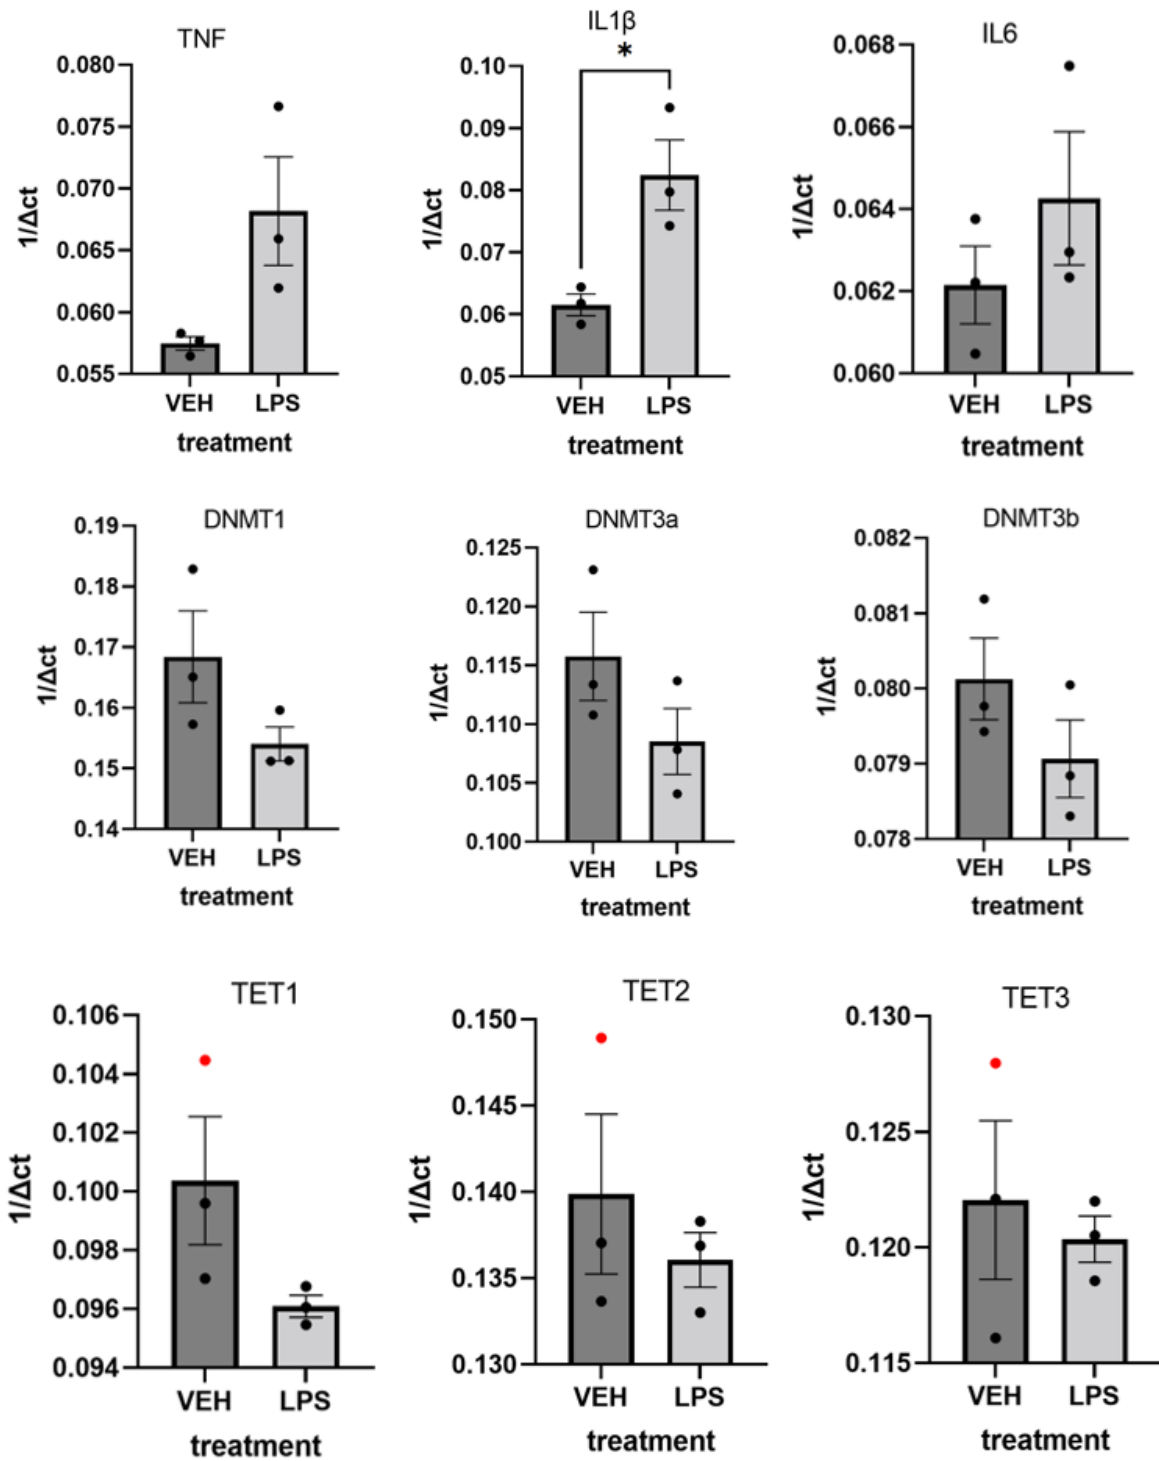 TNF
0.080
0.075
0.070
0.065
0.060
0.055
1/Δct
VEH LPS
treatment
IL1β
*
0.10
0.09
0.08
0.07
0.06
0.05
1/Δct
VEH LPS
treatment
IL6
0.068
0.066
0.064
0.062
0.060
1/Δct
VEH LPS
treatment
DNMT1
0.19
0.18
0.17
0.16
0.15
0.14
1/Δct
VEH LPS
treatment
DNMT3a
0.125
0.120
0.115
0.110
0.105
0.100
1/Δct
VEH LPS
treatment
DNMT3b
0.082
0.081
0.080
0.079
0.078
1/Δct
VEH LPS
treatment
TET1
0.106
0.104
0.102
0.100
0.098
0.096
0.094
1/Δct
VEH LPS
treatment
TET2
0.150
0.145
0.140
0.135
0.130
1/Δct
VEH LPS
treatment
TET3
0.130
0.125
0.120
0.115
1/Δct
VEH LPS
treatment